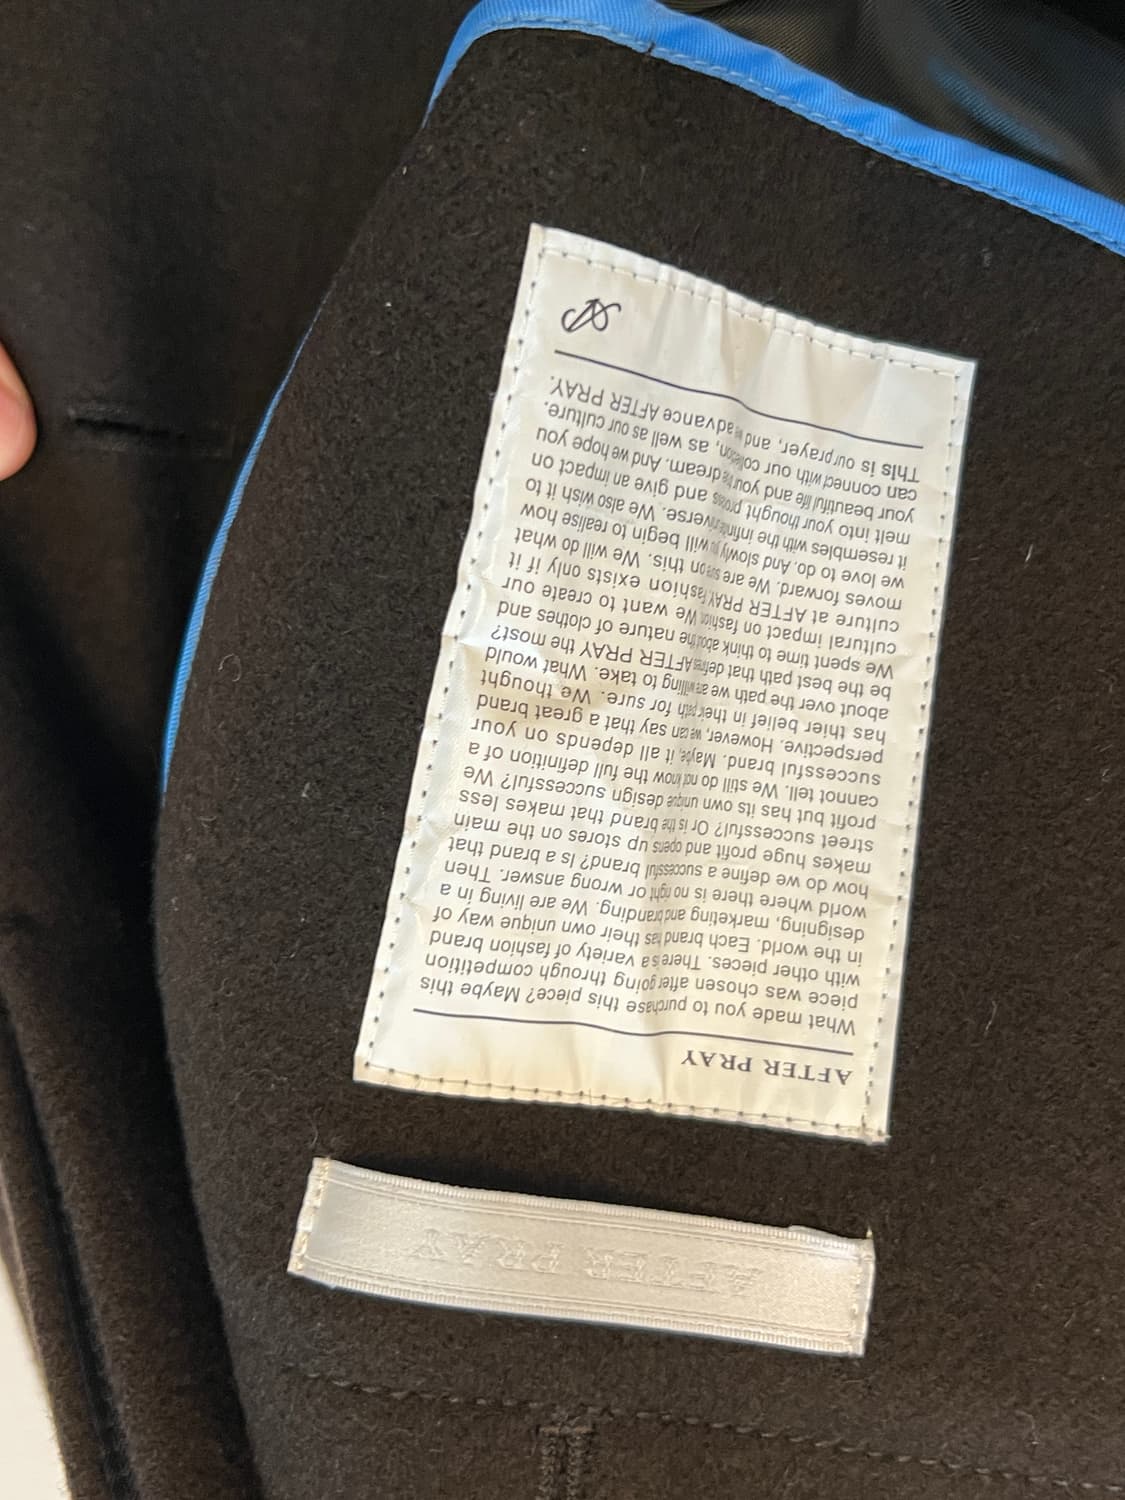 AFTER PRAY
What made you to purchase this piece? Maybe this
piece was chosen after going through competition
with other pieces. There is a variety of fashion brand
in the world. Each brand has their own unique way of
designing, marketing and branding. We are living in a
world where there is no right or wrong answer. Then
how do we define a successful brand? Is a brand that
makes huge profit and opens up stores on the main
street successful? Or is the brand that makes less
profit but has its own unique design successful? We
cannot tell. We still do not know the full definition of a
successful brand. Maybe, it all depends on your
perspective. However, we can say that a great brand
has thier belief in their path for sure. We thought
about over the path we are willing to take. What would
be the best path that defines AFTER PRAY the most?
We spent time to think about the nature of clothes and
cultural impact on fashion. We want to create our
culture at AFTER PRAY. Fashion exists only if it
moves forward. We are sure on this. We will do what
we love to do. And slowly you will begin to realise how
it resembles with the infinite universe. We also wish it to
melt into your thought process and give an impact on
your beautiful life and your dream. And we hope you
can connect with our collection, as well as our culture.
This is our prayer, and we advance AFTER PRAY.
AFTER PRAY